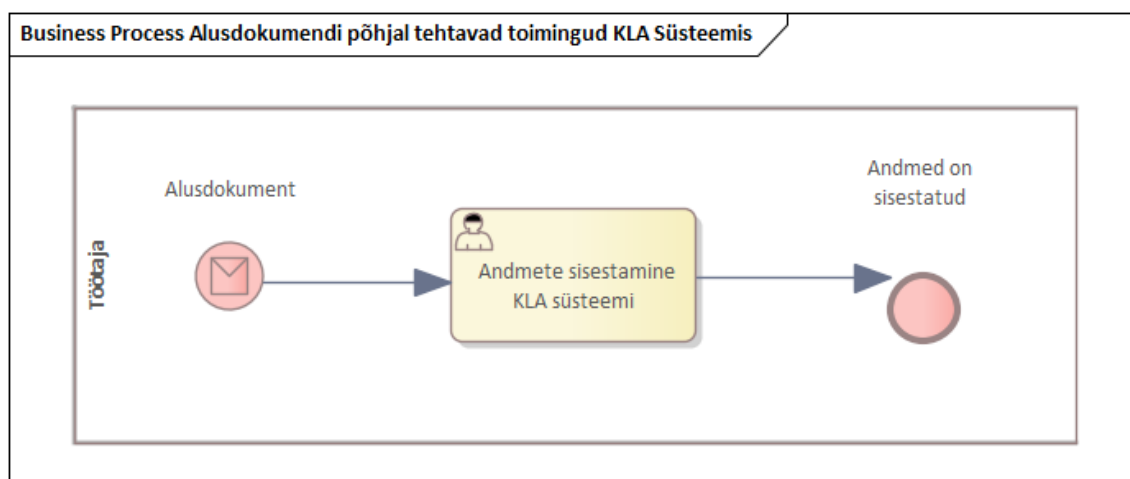 Business Process Alusdokumendi põhjal tehtavad toimingud KLA Süsteemis
Töötaja
Alusdokument
Andmete sisestamine
KLA süsteemi
Andmed on
sisestatud